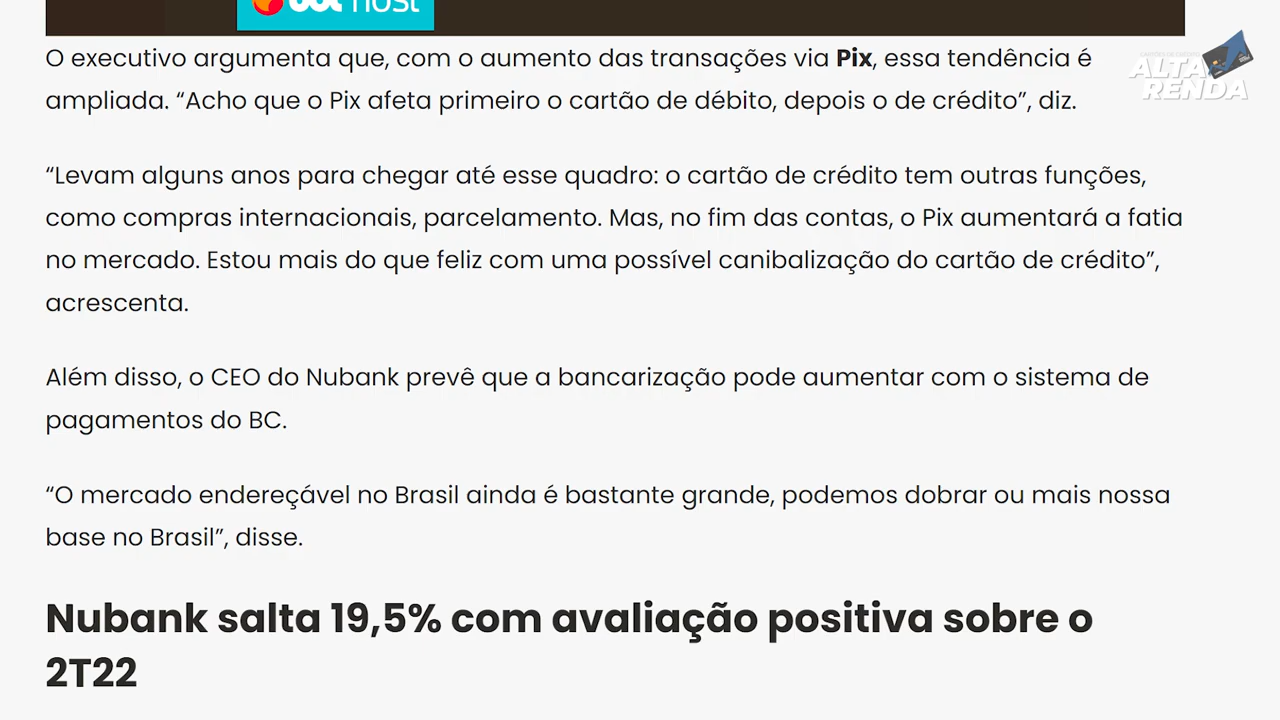 host
O executivo argumenta que, com o aumento das transações via Pix, essa tendência é
ampliada. “Acho que o Pix afeta primeiro o cartão de débito, depois o de crédito”, diz.
ALTA
RENDA
“Levam alguns anos para chegar até esse quadro: o cartão de crédito tem outras funções,
como compras internacionais, parcelamento. Mas, no fim das contas, o Pix aumentará a fatia
no mercado. Estou mais do que feliz com uma possível canibalização do cartão de crédito”,
acrescenta.
Além disso, o CEO do Nubank prevê que a bancarização pode aumentar com o sistema de
pagamentos do BC.
“O mercado endereçável no Brasil ainda é bastante grande, podemos dobrar ou mais nossa
base no Brasil”, disse.
Nubank salta 19,5% com avaliação positiva sobre o
2T22